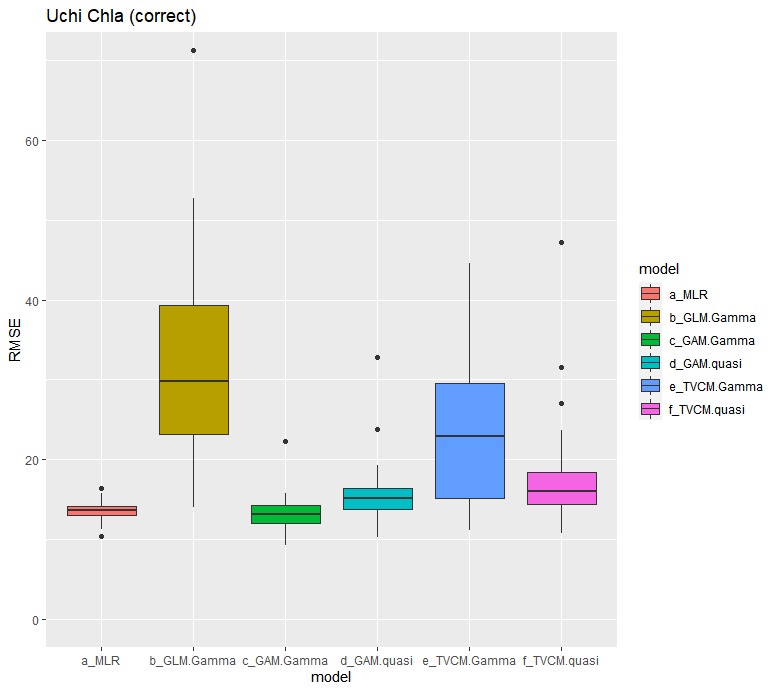 Uchi Chla (correct)
60
40
20
0
RMSE
a_MLR b_GLM.Gamma c_GAM.Gamma d_GAM.quasi e_TVCM.Gamma f_TVCM.quasi
model
model
a_MLR
b_GLM.Gamma
c_GAM.Gamma
d_GAM.quasi
e_TVCM.Gamma
f_TVCM.quasi